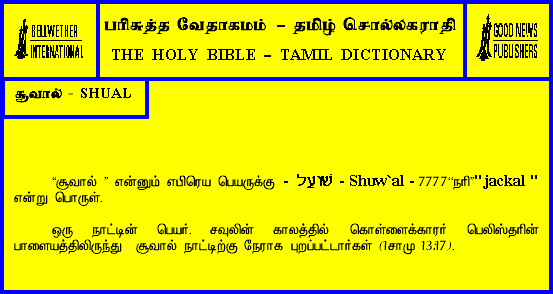 BELLWETHER
INTERNATIONAL
பரிசுத்த வேதாகமம் – தமிழ் சொல்லகராதி
THE HOLY BIBLE – TAMIL DICTIONARY
GOOD NEWS
PUBLISHERS
சூவால் - SHUAL
“சூவால் ” என்னும் எபிரெய பெயருக்கு - שׁוּעָל - Shuw`al - 7777“நரி”"jackal "
என்று பொருள்.
ஒரு நாட்டின் பெயர். சவுலின் காலத்தில் கொள்ளைக்காரர் பெலிஸ்தரின்
பாளையத்திலிருந்து சூவால் நாட்டிற்கு நேராக புறப்பட்டார்கள் (1சாமு 13:17).